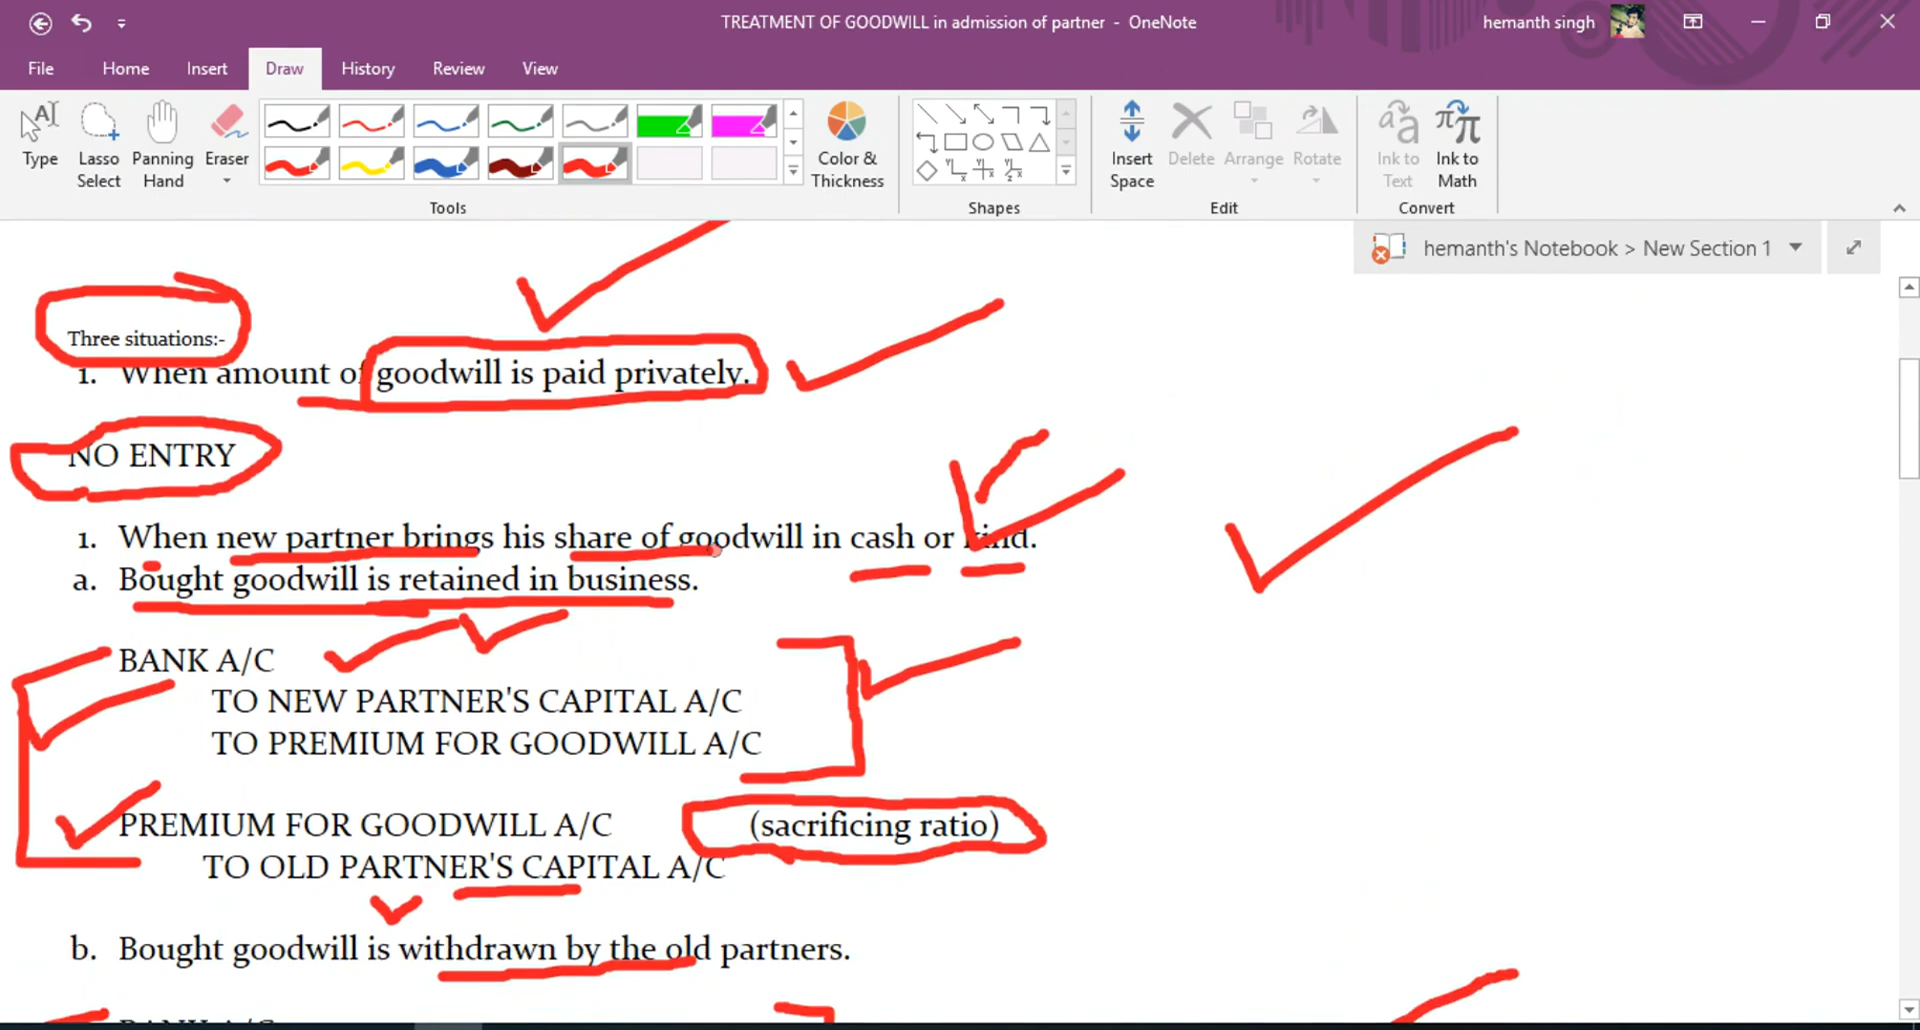 TREATMENT OF GOODWILL in admission of partner - OneNote
hemanth singh
File Home Insert Draw History Review View
Type
Lasso Select
Panning Hand
Eraser
Color & Thickness
Insert Space
Delete
Arrange
Rotate
Ink to Text
Ink to Math
Tools
Shapes
Edit
Convert
hemanth's Notebook > New Section 1
Three situations:-
1. When amount of goodwill is paid privately.
NO ENTRY
1. When new partner brings his share of goodwill in cash or kind.
a. Bought goodwill is retained in business.
BANK A/C
TO NEW PARTNER'S CAPITAL A/C
TO PREMIUM FOR GOODWILL A/C
PREMIUM FOR GOODWILL A/C (sacrificing ratio)
TO OLD PARTNER'S CAPITAL A/C
b. Bought goodwill is withdrawn by the old partners.